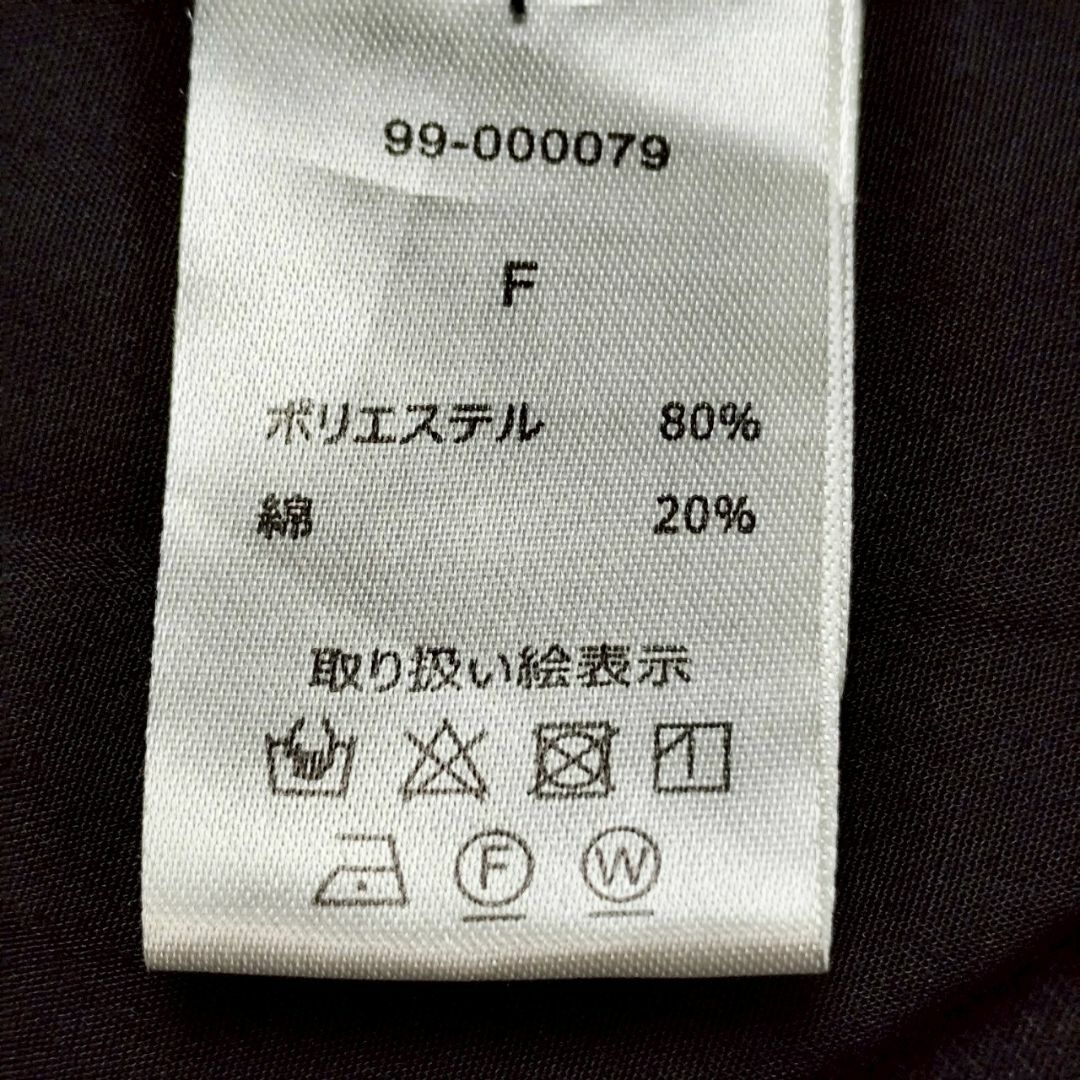 99-000079
F
ポリエステル 80%
綿 20%
取り扱い絵表示
F W